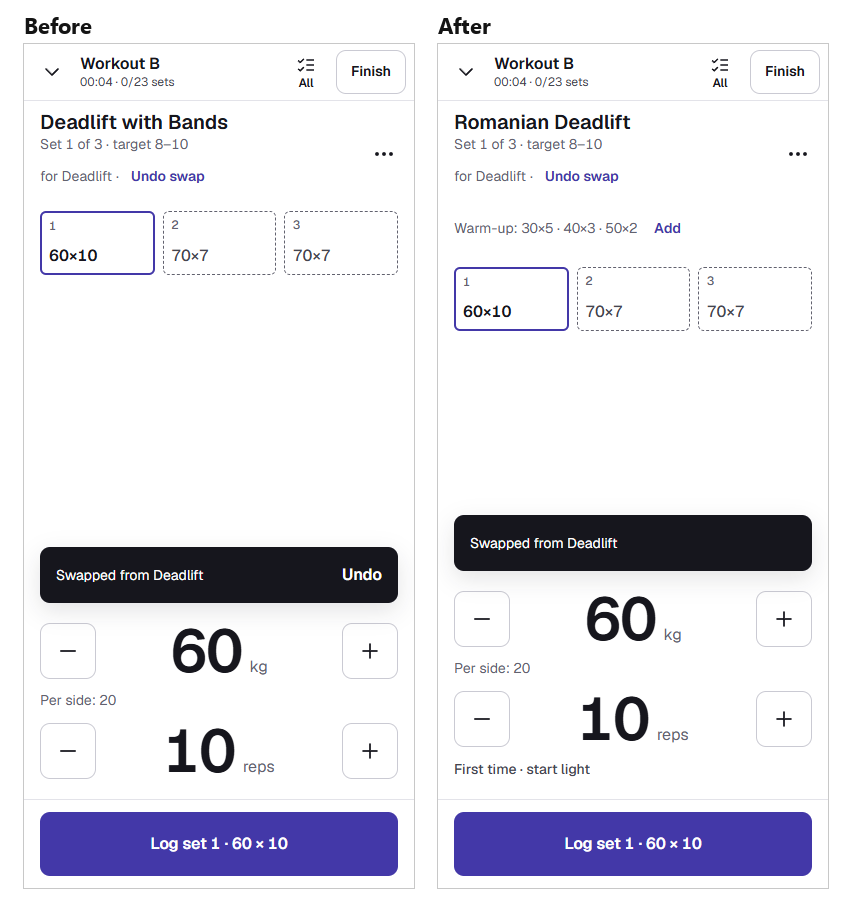 Before
Workout B
00:04 · 0/23 sets
All
Finish
Deadlift with Bands
Set 1 of 3 · target 8–10
for Deadlift · Undo swap
1
60×10
2
70×7
3
70×7
Swapped from Deadlift Undo
60 kg
Per side: 20
10 reps
Log set 1 · 60 × 10
After
Workout B
00:04 · 0/23 sets
All
Finish
Romanian Deadlift
Set 1 of 3 · target 8–10
for Deadlift · Undo swap
Warm-up: 30×5 · 40×3 · 50×2 Add
1
60×10
2
70×7
3
70×7
Swapped from Deadlift
60 kg
Per side: 20
10 reps
First time · start light
Log set 1 · 60 × 10